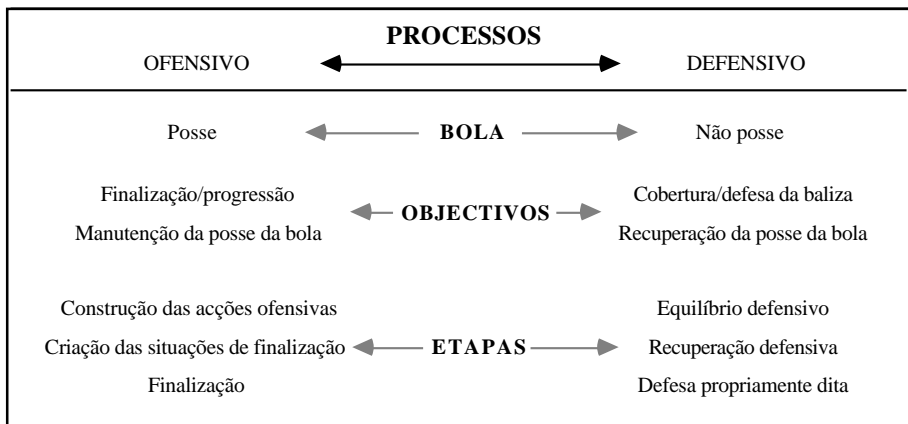 PROCESSOS
OFENSIVO DEFENSIVO
Posse BOLA Não posse
Finalização/progressão Cobertura/defesa da baliza
OBJECTIVOS
Manutenção da posse da bola Recuperação da posse da bola
Construção das acções ofensivas Equilíbrio defensivo
Criação das situações de finalização ETAPAS Recuperação defensiva
Finalização Defesa propriamente dita